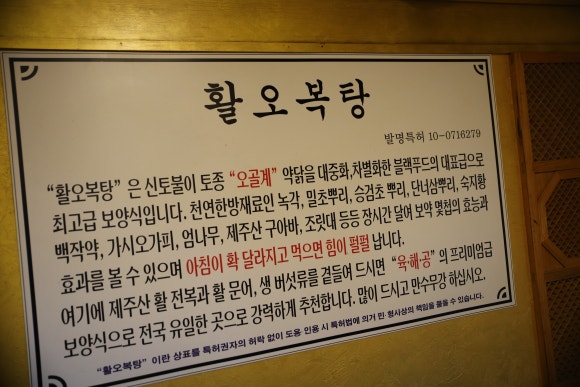 활오복탕
발명특허 10-0716279
"활오복탕" 은 신토불이 토종 "오골계" 약닭을 대중화,차별화한 블랙푸드의 대표급으로
최고급 보양식입니다. 천연한방재료인 녹각, 밀초뿌리, 승검초 뿌리, 단너삼뿌리, 숙지황
백작약, 가시오가피, 엄나무, 제주산 구아바, 조릿대 등등 장시간 달여 보약 몇첩의 효능과
효과를 볼 수 있으며 아침이 확 달라지고 먹으면 힘이 펄펄 납니다.
여기에 제주산 활 전복과 활 문어, 생 버섯류를 곁들여 드시면 "육·해·공" 의 프리미엄급
보양식으로 전국 유일한 곳으로 강력하게 추천합니다. 많이 드시고 만수무강 하십시오.
"활오복탕" 이란 상표를 특허권자의 허락 없이 도용·인용 시 특허법에 의거 민·형사상의 책임을 물을 수 있습니다.